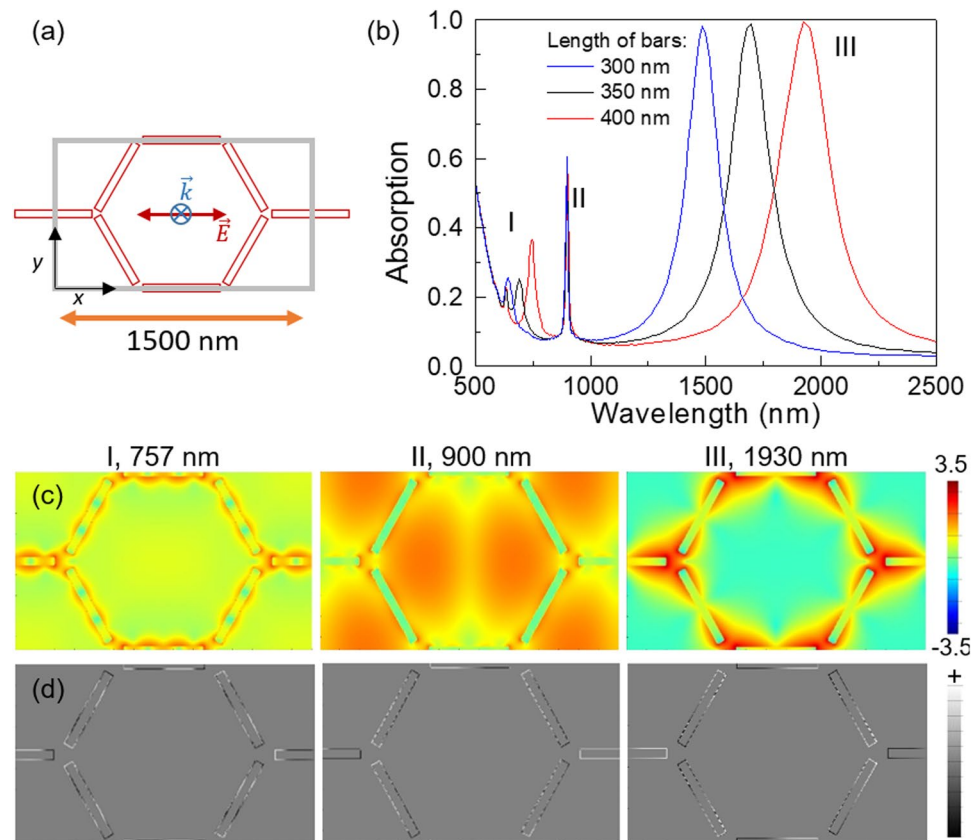 (a)
k
E
y
x
1500 nm
(b)
Absorption
1.0
0.8
0.6
0.4
0.2
0.0
Length of bars:
300 nm
350 nm
400 nm
I
II
III
500 1000 1500 2000 2500
Wavelength (nm)
I, 757 nm
II, 900 nm
III, 1930 nm
(c)
3.5
-3.5
(d)
+
-